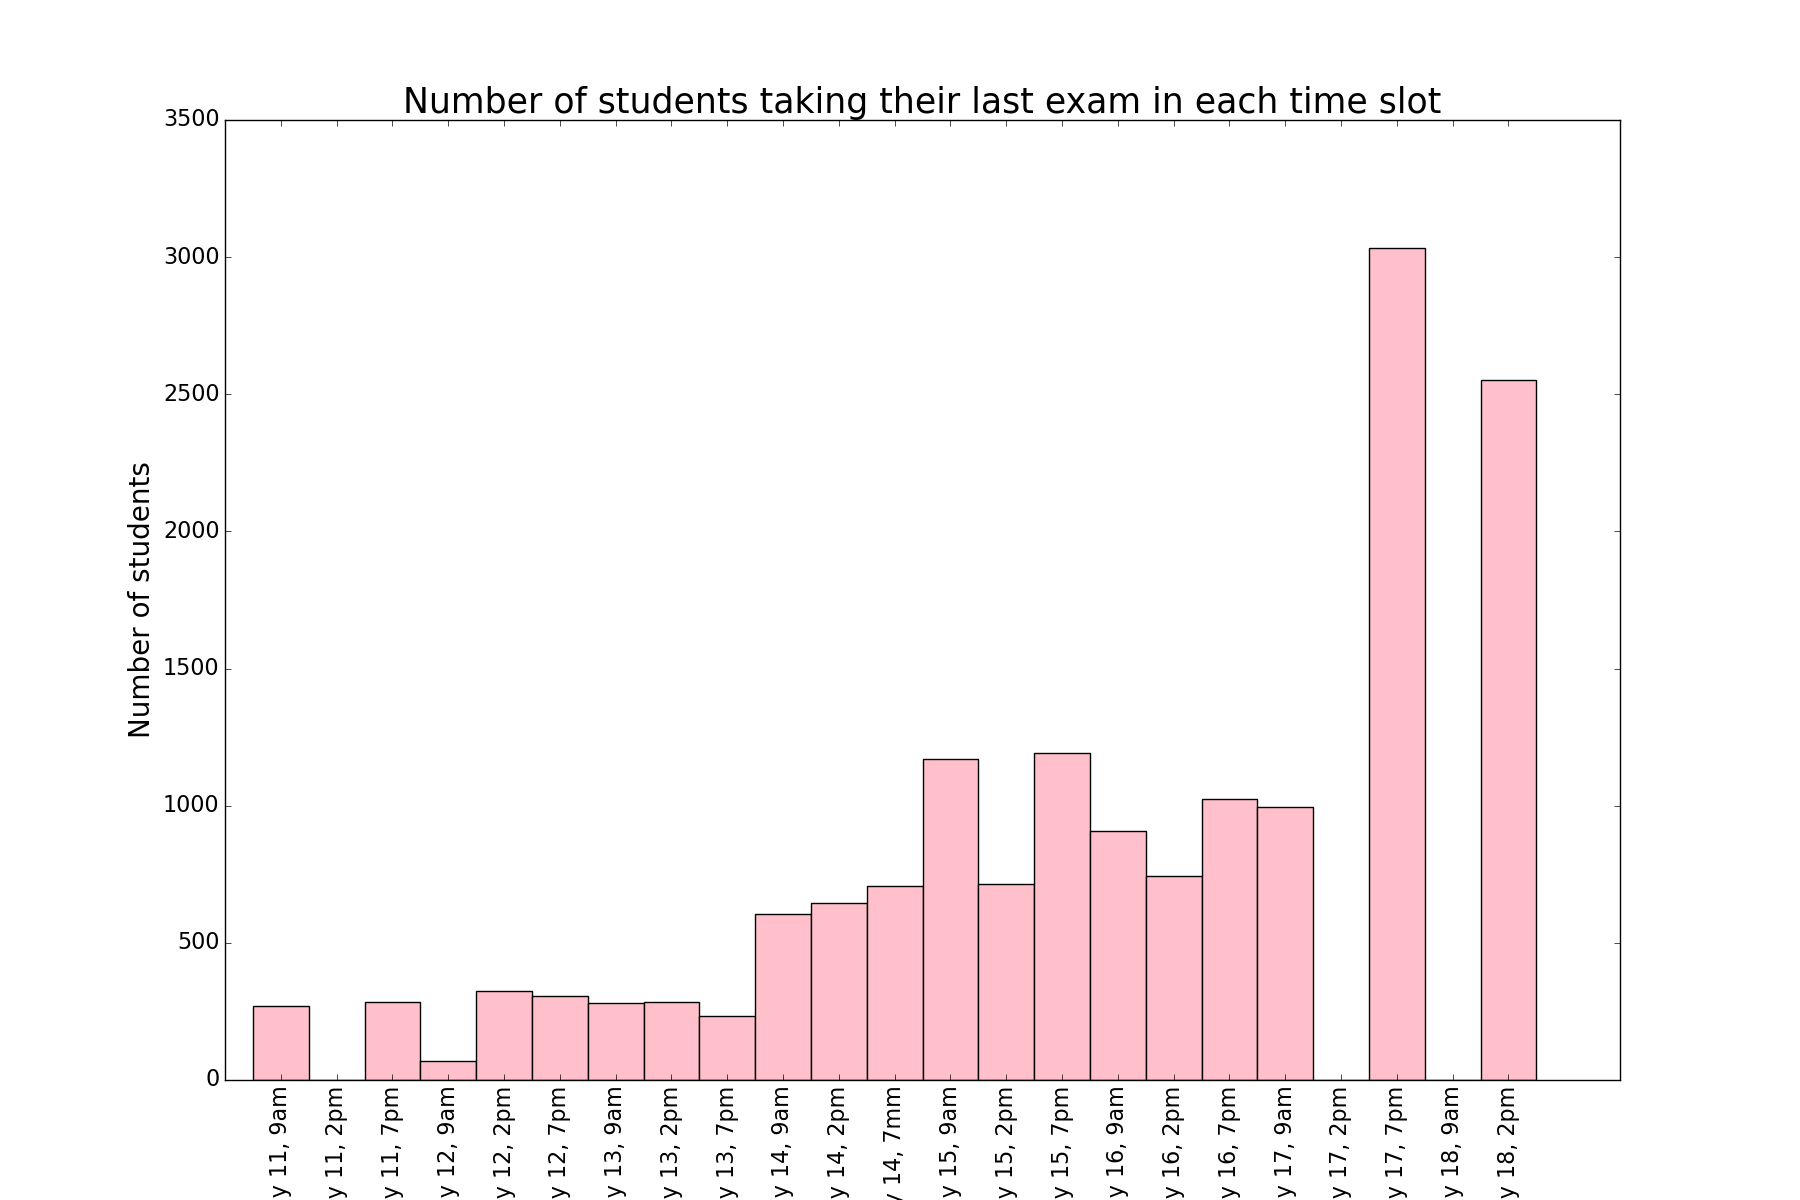 Number of students taking their last exam in each time slot
3500
3000
2500
2000
1500
1000
500
0
Number of students
y 11, 9am
y 11, 2pm
y 11, 7pm
y 12, 9am
y 12, 2pm
y 12, 7pm
y 13, 9am
y 13, 2pm
y 13, 7pm
y 14, 9am
y 14, 2pm
y 14, 7mm
y 15, 9am
y 15, 2pm
y 15, 7pm
y 16, 9am
y 16, 2pm
y 16, 7pm
y 17, 9am
y 17, 2pm
y 17, 7pm
y 18, 9am
y 18, 2pm